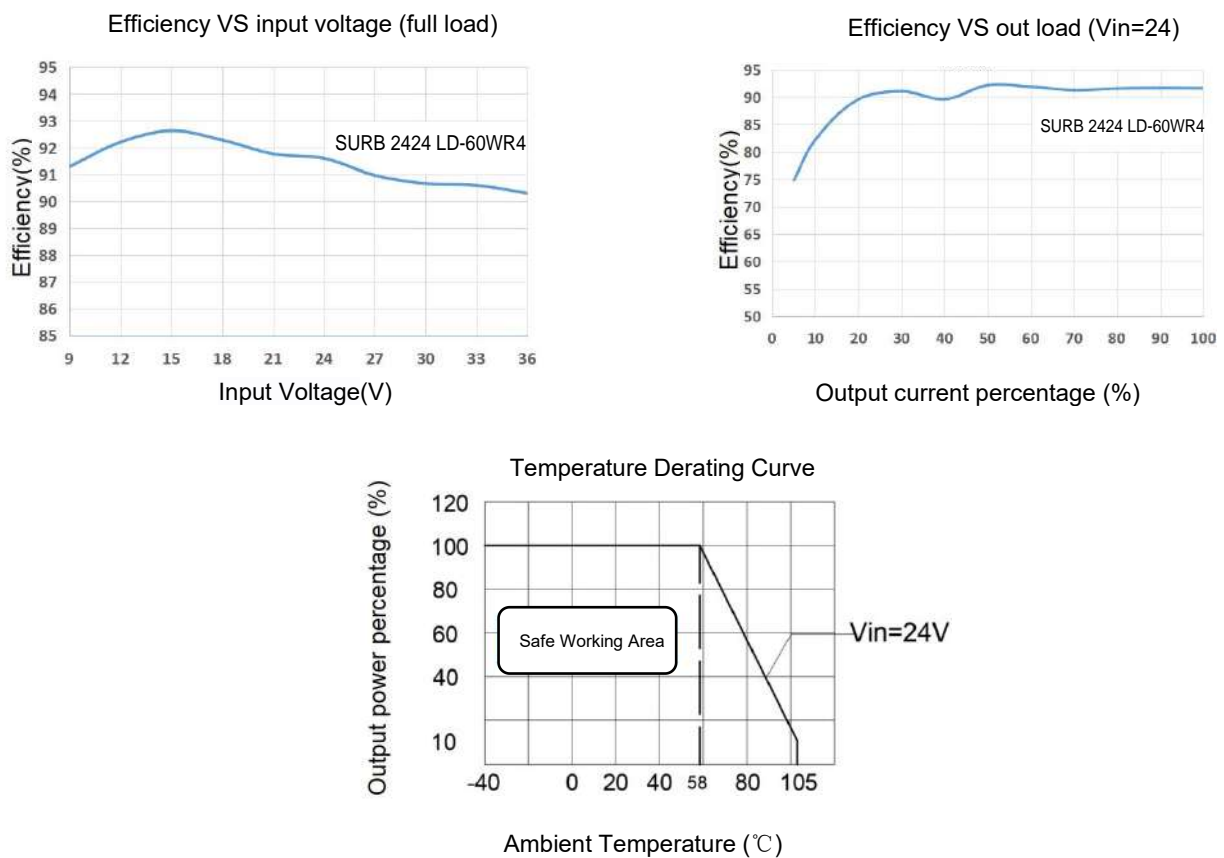 Efficiency VS input voltage (full load)
95
94
93
92
91
90
89
88
87
86
85
Efficiency(%)
SURB 2424 LD-60WR4
9 12 15 18 21 24 27 30 33 36
Input Voltage(V)
Efficiency VS out load (Vin=24)
95
90
85
80
75
70
65
60
55
50
Efficiency(%)
SURB 2424 LD-60WR4
0 10 20 30 40 50 60 70 80 90 100
Output current percentage (%)
Temperature Derating Curve
Output power percentage (%)
120
100
80
60
40
10
Safe Working Area
Vin=24V
-40 0 20 40 58 80 105
Ambient Temperature (℃)